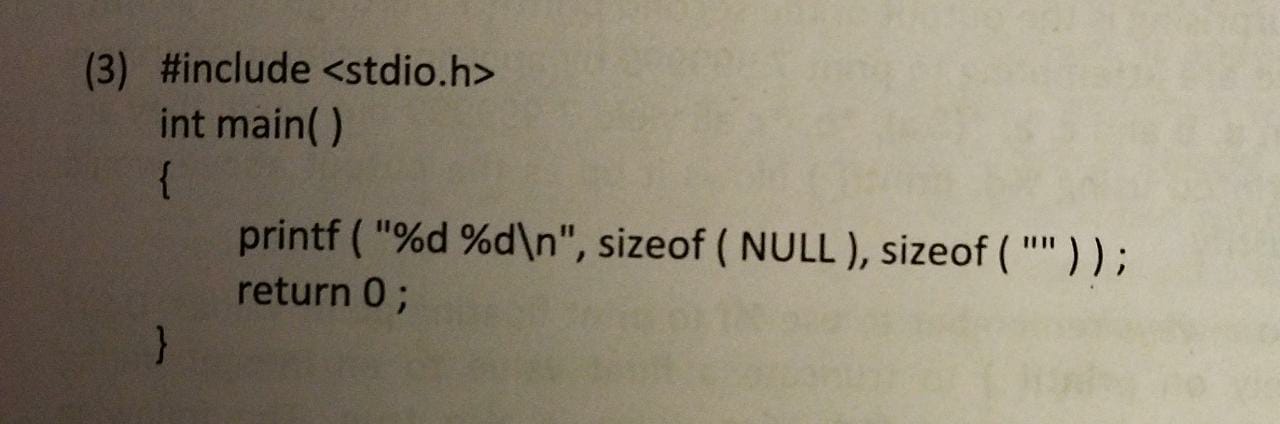 (3) #include <stdio.h>
int main( )
{
printf ( "%d %d\n", sizeof ( NULL ), sizeof ( "" ) ) ;
return 0 ;
}